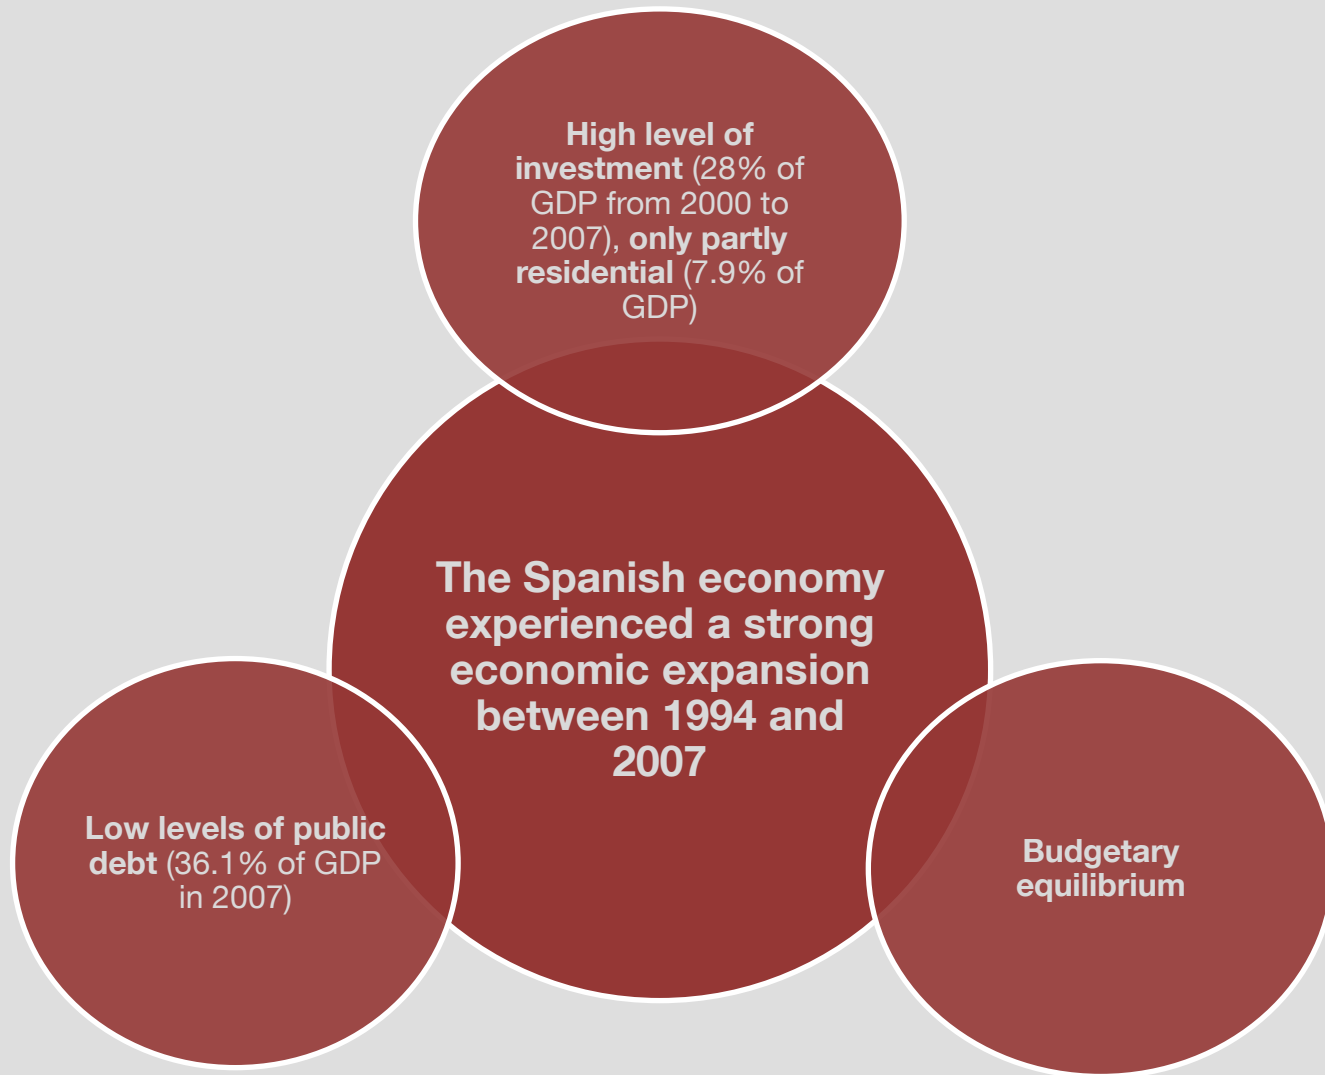 High level of
investment (28% of
GDP from 2000 to
2007), only partly
residential (7.9% of
GDP)
The Spanish economy
experienced a strong
economic expansion
between 1994 and
2007
Low levels of public
debt (36.1% of GDP
in 2007)
Budgetary
equilibrium